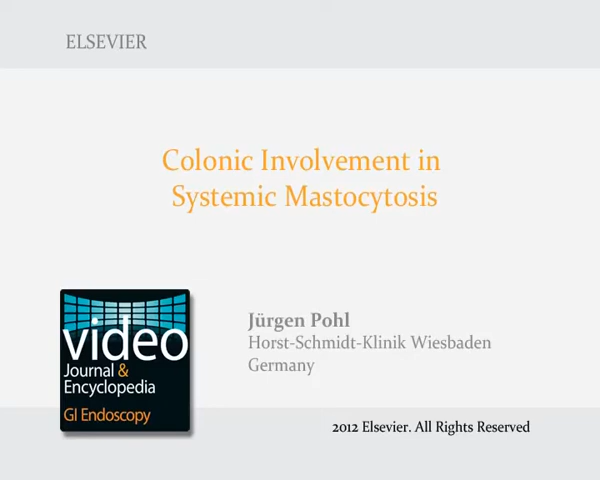 ELSEVIER
Colonic Involvement in
Systemic Mastocytosis
video
Journal &
Encyclopedia
GI Endoscopy
Jürgen Pohl
Horst-Schmidt-Klinik Wiesbaden
Germany
2012 Elsevier. All Rights Reserved